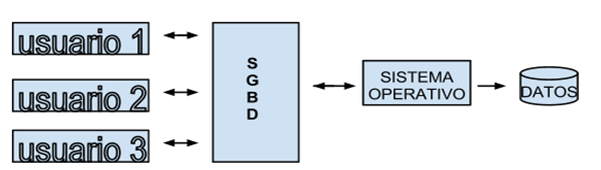 usuario 1
usuario 2
usuario 3
S
G
B
D
SISTEMA
OPERATIVO
DATOS